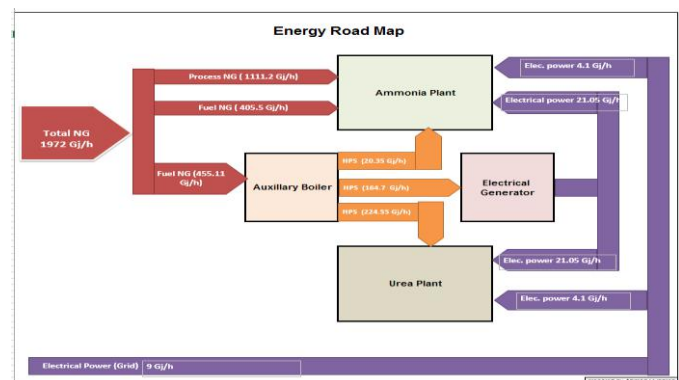 Energy Road Map
Process NG ( 1111.2 Gj/h)
Fuel NG ( 405.5 Gj/h)
Total NG
1972 Gj/h
Fuel NG (455.11
Gj/h)
Ammonia Plant
Elec. power 4.1 Gj/h
Electrical power 21.05 Gj/h
Auxillary Boiler
HPS (20.35 Gj/h)
HPS (164.7 Gj/h)
HPS (224.55 Gj/h)
Electrical
Generator
Urea Plant
Elec. power 21.05 Gj/h
Elec. power 4.1 Gj/h
Electrical Power (Grid) 9 Gj/h